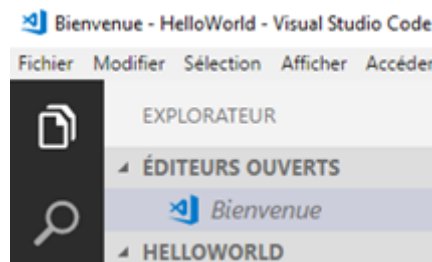 Bienvenue - HelloWorld - Visual Studio Code
Fichier Modifier Sélection Afficher Accéder
EXPLORATEUR
ÉDITEURS OUVERTS
Bienvenue
HELLOWORLD